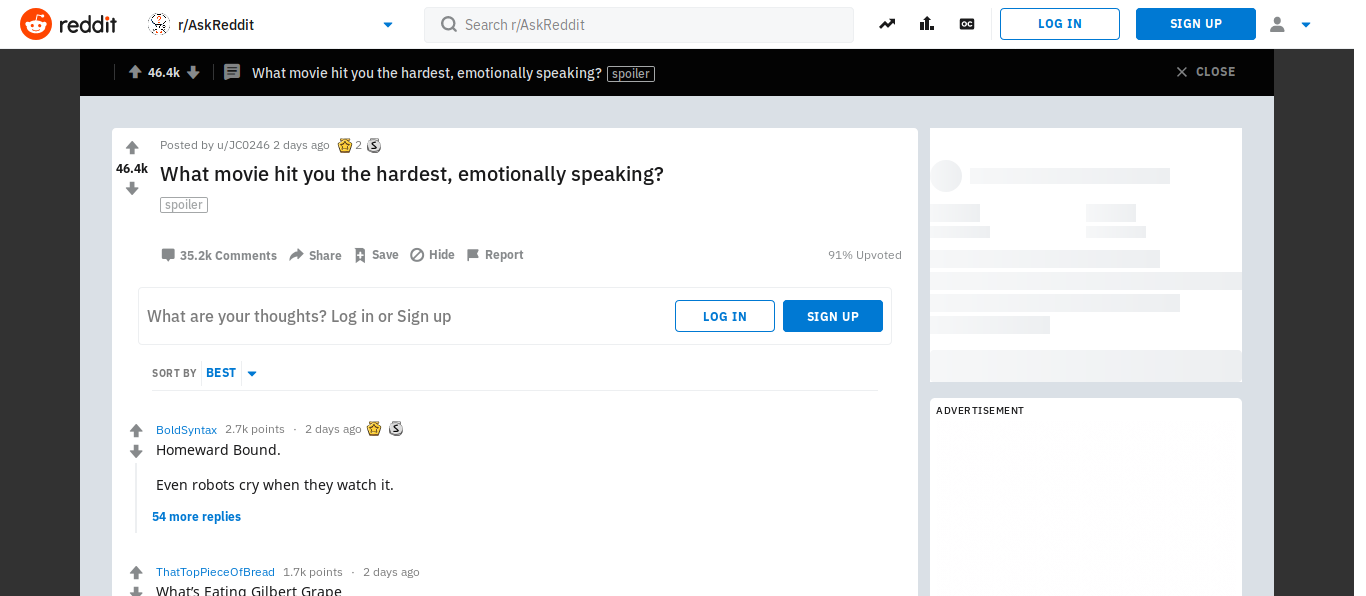 reddit
r/AskReddit
Search r/AskReddit
CC
LOG IN
SIGN UP
46.4k
What movie hit you the hardest, emotionally speaking? spoiler
CLOSE
Posted by u/JC0246 2 days ago 2 S
46.4k
What movie hit you the hardest, emotionally speaking?
spoiler
35.2k Comments Share Save Hide Report
91% Upvoted
What are your thoughts? Log in or Sign up
LOG IN
SIGN UP
SORT BY BEST
BoldSyntax 2.7k points · 2 days ago S
Homeward Bound.
Even robots cry when they watch it.
54 more replies
ThatTopPieceOfBread 1.7k points · 2 days ago
What's Eating Gilbert Grape
ADVERTISEMENT